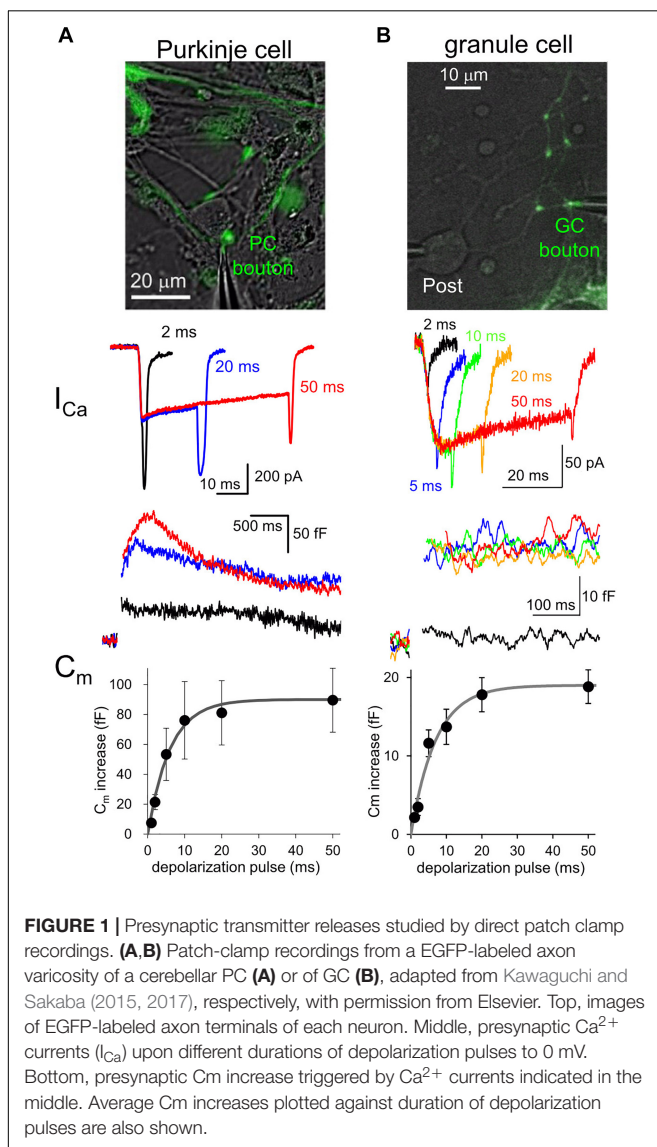 A
B
Purkinje cell
granule cell
10 μm
PC
bouton
GC
bouton
20 μm
Post
2 ms
20 ms
50 ms
I_Ca
10 ms
200 pA
2 ms
10 ms
20 ms
50 ms
5 ms
20 ms
50 pA
500 ms
50 fF
100 ms
10 fF
C_m
C_m increase (fF)
100
80
60
40
20
0
0 10 20 30 40 50
depolarization pulse (ms)
Cm increase (fF)
20
10
0
0 10 20 30 40 50
depolarization pulse (ms)
FIGURE 1 | Presynaptic transmitter releases studied by direct patch clamp
recordings. (A,B) Patch-clamp recordings from a EGFP-labeled axon
varicosity of a cerebellar PC (A) or of GC (B), adapted from Kawaguchi and
Sakaba (2015, 2017), respectively, with permission from Elsevier. Top, images
of EGFP-labeled axon terminals of each neuron. Middle, presynaptic Ca²⁺
currents (I_Ca) upon different durations of depolarization pulses to 0 mV.
Bottom, presynaptic Cm increase triggered by Ca²⁺ currents indicated in the
middle. Average Cm increases plotted against duration of depolarization
pulses are also shown.